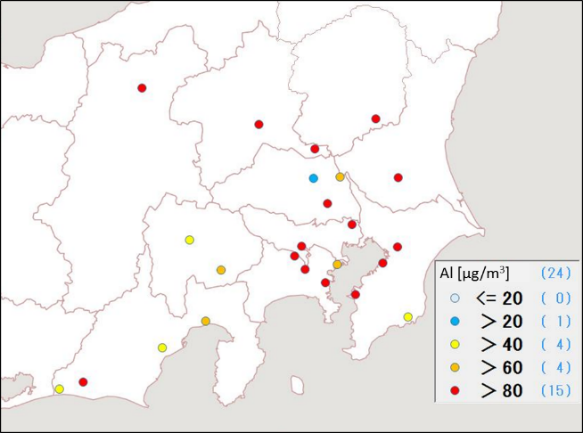 Al [µg/m³] (24)
<= 20 ( 0)
> 20 ( 1)
> 40 ( 4)
> 60 ( 4)
> 80 (15)